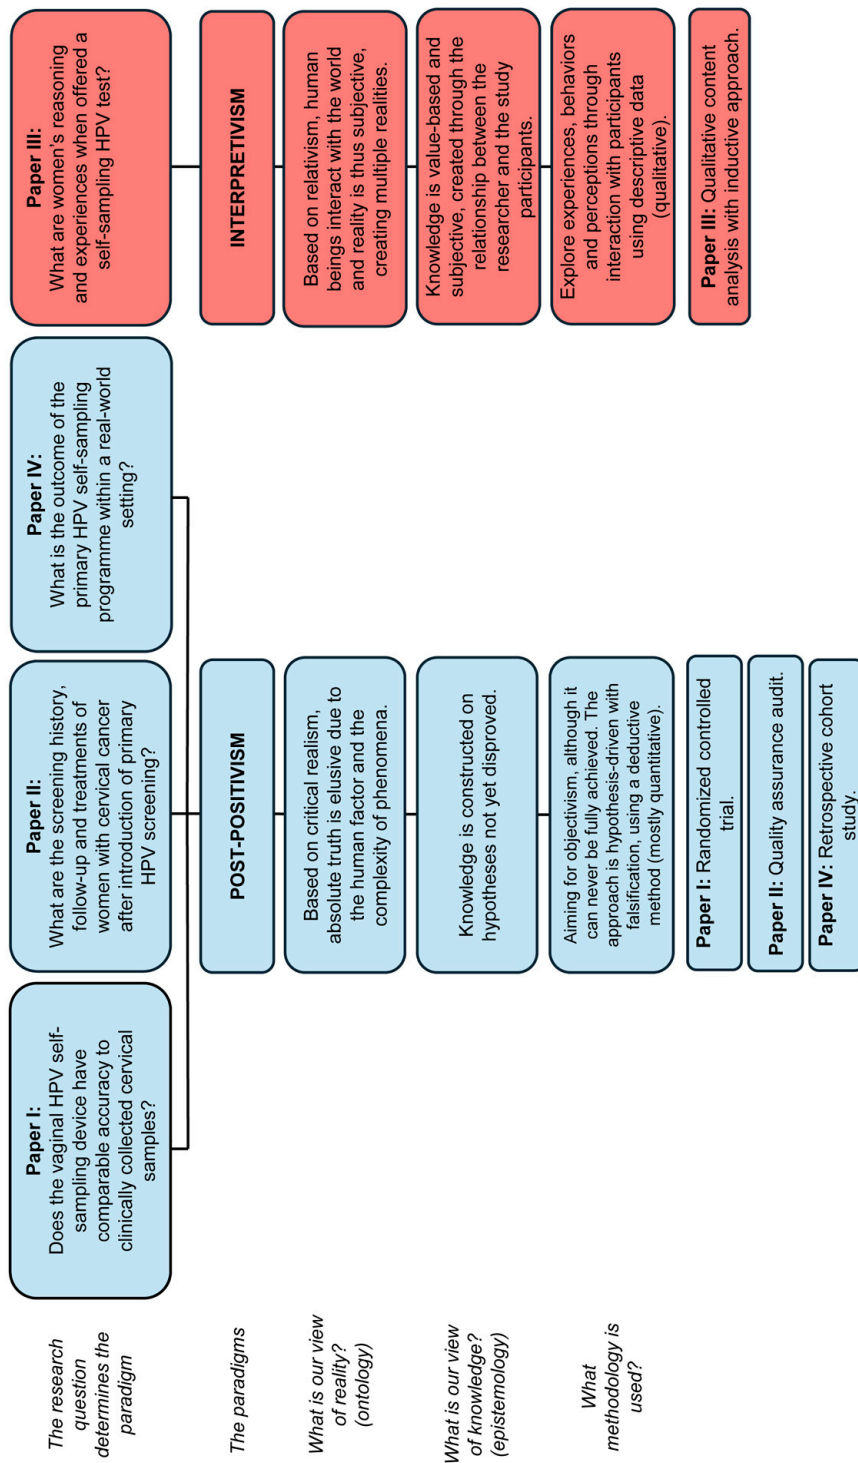 The research
question
determines the
paradigm
Paper I:
Does the vaginal HPV self-
sampling device have
comparable accuracy to
clinically collected cervical
samples?
Paper II:
What are the screening history,
follow-up and treatments of
women with cervical cancer
after introduction of primary
HPV screening?
Paper IV:
What is the outcome of the
primary HPV self-sampling
programme within a real-world
setting?
Paper III:
What are women's reasoning
and experiences when offered a
self-sampling HPV test?
The paradigms
POST-POSITIVISM
INTERPRETIVISM
What is our view
of reality?
(ontology)
Based on critical realism,
absolute truth is elusive due to
the human factor and the
complexity of phenomena.
Based on relativism, human
beings interact with the world
and reality is thus subjective,
creating multiple realities.
What is our view
of knowledge?
(epistemology)
Knowledge is constructed on
hypotheses not yet disproved.
Knowledge is value-based and
subjective, created through the
relationship between the
researcher and the study
participants.
What
methodology is
used?
Aiming for objectivism, although it
can never be fully achieved. The
approach is hypothesis-driven with
falsification, using a deductive
method (mostly quantitative).
Explore experiences, behaviors
and perceptions through
interaction with participants
using descriptive data
(qualitative).
Paper I: Randomized controlled
trial.
Paper II: Quality assurance audit.
Paper IV: Retrospective cohort
study.
Paper III: Qualitative content
analysis with inductive approach.